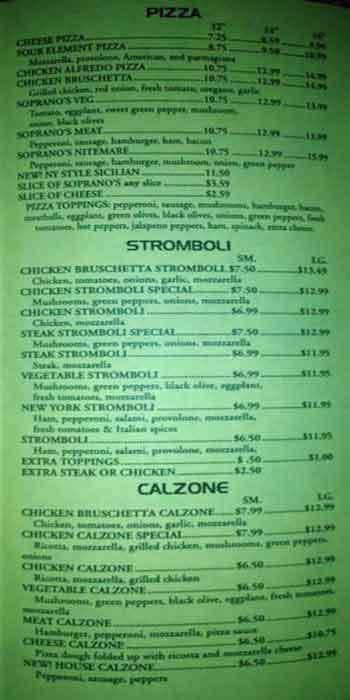 PIZZA
12" 14" 16"
CHEESE PIZZA 7.25 8.50 9.96
FOUR ELEMENT PIZZA 8.75 9.50 10.99
Mozzarella, provolone, American, and parmagiana
CHICKEN ALFREDO PIZZA 10.75 12.99 14.99
CHICKEN BRUSCHETTA 10.75 12.99 14.99
Grilled chicken, red onion, fresh tomato, oregano, garlic
SOPRANO'S VEG 10.75 12.99 13.99
Tomato, eggplant, sweet green pepper, mushroom,
onion, black olives
SOPRANO'S MEAT 10.75 12.99 13.99
Pepperoni, sausage, hamburger, ham, bacon
SOPRANO'S NITEMARE 10.75 12.99 15.99
Pepperoni, sausage, hamburger, mushroom, onion, green pepper
NEW! NY STYLE SICILIAN 11.50
SLICE OF SOPRANO'S any slice $3.59
SLICE OF CHEESE $2.59
PIZZA TOPPINGS: pepperoni, sausage, mushrooms, hamburger, bacon,
meatballs, eggplant, green olives, black olives, onions, green peppers, fresh
tomatoes, hot peppers, jalapeno peppers, ham, spinach, extra cheese
STROMBOLI
SM. LG.
CHICKEN BRUSCHETTA STROMBOLI $7.50 $13.49
Chicken, tomatoes, onions, garlic, mozzarella
CHICKEN STROMBOLI SPECIAL $7.50 $12.99
Mushrooms, green peppers, onions, mozzarella
CHICKEN STROMBOLI $6.99 $12.99
Chicken, mozzarella
STEAK STROMBOLI SPECIAL $7.50 $12.99
Mushrooms, green peppers, onions, mozzarella
STEAK STROMBOLI $6.99 $11.95
Steak, mozzarella
VEGETABLE STROMBOLI $6.99 $11.95
Mushrooms, green peppers, black olive, eggplant,
fresh tomatoes, mozzarella
NEW YORK STROMBOLI $6.99 $11.95
Ham, pepperoni, salami, provolone, mozzarella,
fresh tomatoes & Italian spices
STROMBOLI $6.50 $11.95
Ham, pepperoni, salami, provolone, mozzarella,
EXTRA TOPPINGS $ .50 $1.00
EXTRA STEAK OR CHICKEN $2.50
CALZONE
SM. LG.
CHICKEN BRUSCHETTA CALZONE $7.99 $12.99
Chicken, tomatoes, onions, garlic, mozzarella
CHICKEN CALZONE SPECIAL $7.99 $12.99
Ricotta, mozzarella, grilled chicken, mushrooms, green peppers,
onions
CHICKEN CALZONE $6.50 $12.99
Ricotta, mozzarella, grilled chicken
VEGETABLE CALZONE $6.50 $12.99
Mushrooms, green peppers, black olive, eggplant, fresh tomatoes,
mozzarella
MEAT CALZONE $6.50 $12.99
Hamburger, pepperoni, mozzarella, pizza sauce
CHEESE CALZONE $6.50 $10.75
Pizza dough folded up with ricotta and mozzarella cheese
NEW! HOUSE CALZONE $6.50 $12.99
Pepperoni, sausage, peppers